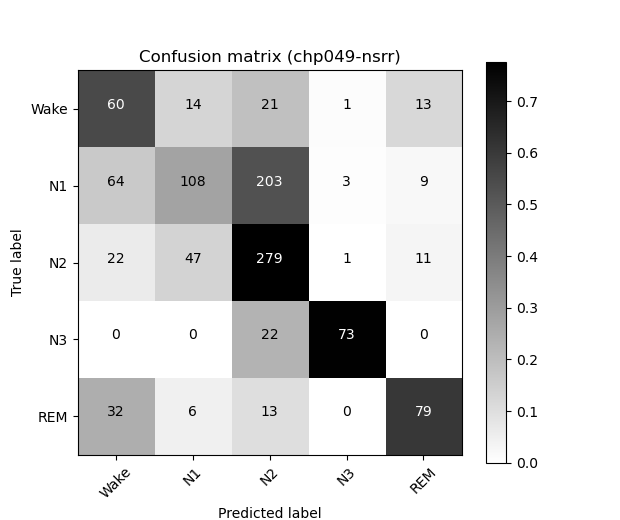 Confusion matrix (chp049-nsrr)
True label
Wake 60 14 21 1 13
N1 64 108 203 3 9
N2 22 47 279 1 11
N3 0 0 22 73 0
REM 32 6 13 0 79
Wake N1 N2 N3 REM
Predicted label
0.7
0.6
0.5
0.4
0.3
0.2
0.1
0.0